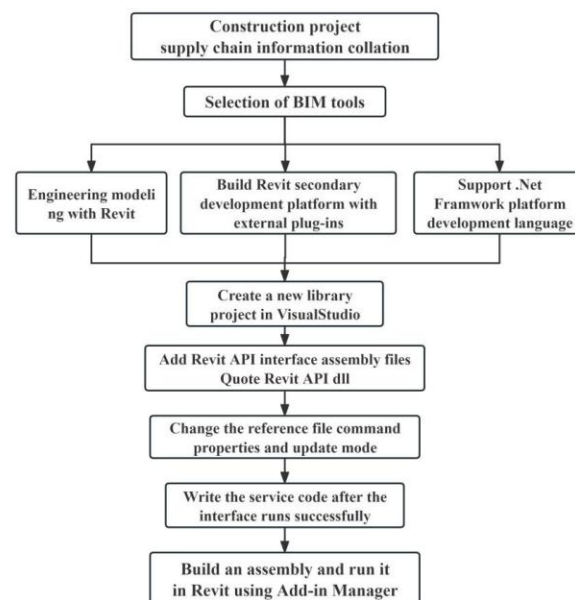 Construction project
supply chain information collation
Selection of BIM tools
Engineering modeli
ng with Revit
Build Revit secondary
development platform with
external plug-ins
Support .Net
Framwork platform
development language
Create a new library
project in VisualStudio
Add Revit API interface assembly files
Quote Revit API dll
Change the reference file command
properties and update mode
Write the service code after the
interface runs successfully
Build an assembly and run it
in Revit using Add-in Manager